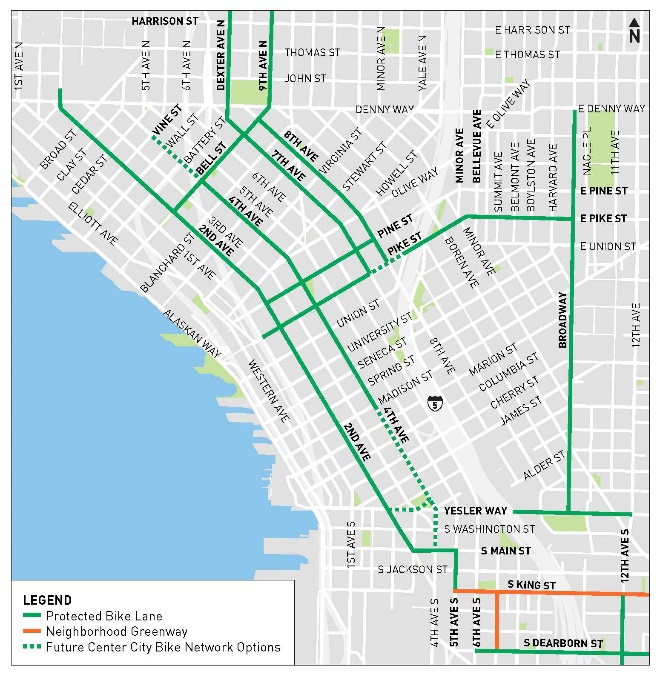 HARRISON ST
E HARRISON ST
N
1ST AVE N
5TH AVE N
6TH AVE N
DEXTER AVE N
9TH AVE N
THOMAS ST
JOHN ST
MINOR AVE N
YALE AVE N
E THOMAS ST
E OLIVE WAY
DENNY WAY
E DENNY WAY
VINE ST
WALL ST
BATTERY ST
BELL ST
8TH AVE
7TH AVE
VIRGINIA ST
STEWART ST
HOWELL ST
OLIVE WAY
MINOR AVE
BELLEVUE AVE
SUMMIT AVE
BELMONT AVE
BOYLSTON AVE
HARVARD AVE
NAGLE PL
11TH AVE
BROAD ST
CLAY ST
CEDAR ST
6TH AVE
5TH AVE
4TH AVE
3RD AVE
2ND AVE
1ST AVE
E PINE ST
E PIKE ST
E UNION ST
ELLIOTT AVE
BLANCHARD ST
PINE ST
PIKE ST
MINOR AVE
BOREN AVE
ALASKAN WAY
WESTERN AVE
UNION ST
UNIVERSITY ST
SENECA ST
SPRING ST
MADISON ST
8TH AVE
MARION ST
COLUMBIA ST
CHERRY ST
JAMES ST
BROADWAY
12TH AVE
5
2ND AVE
4TH AVE
ALDER ST
YESLER WAY
S WASHINGTON ST
1ST AVE S
S MAIN ST
S JACKSON ST
12TH AVE S
S KING ST
4TH AVE S
5TH AVE S
6TH AVE S
S DEARBORN ST
LEGEND
Protected Bike Lane
Neighborhood Greenway
Future Center City Bike Network Options